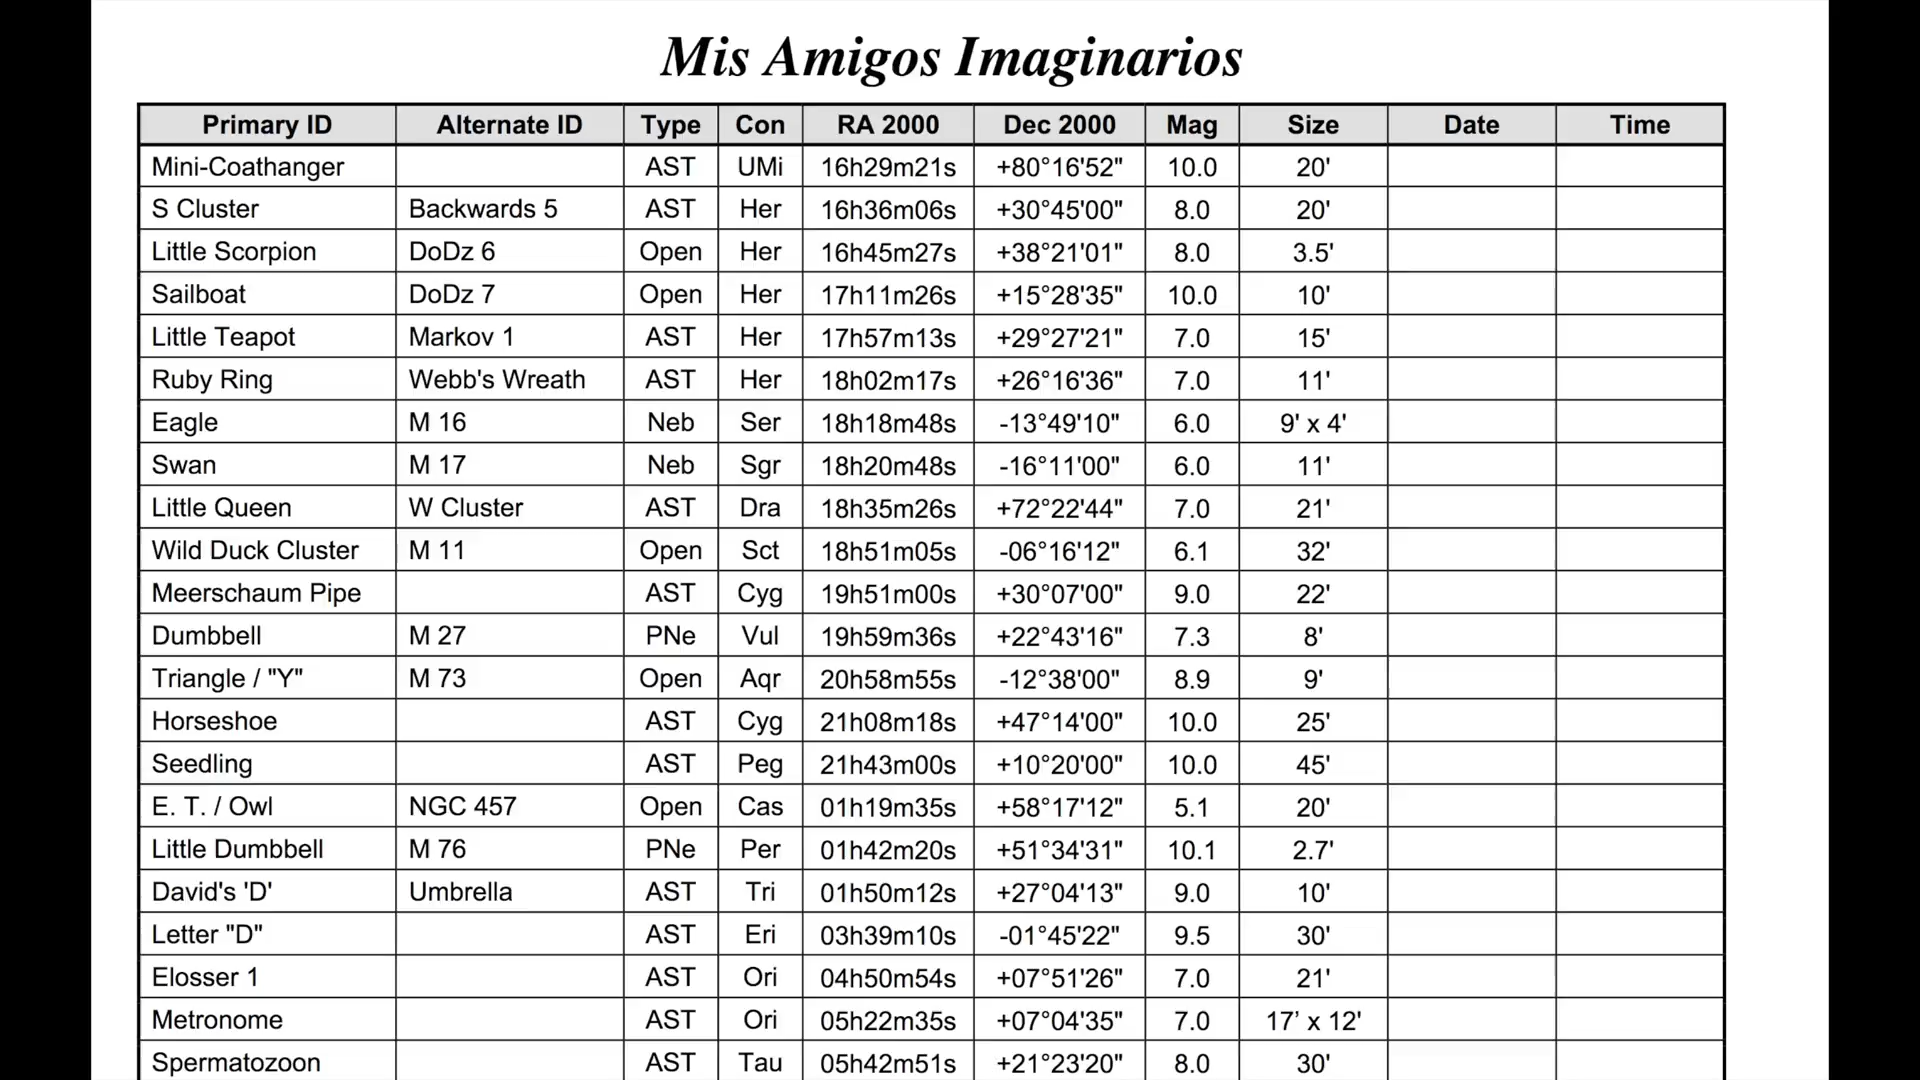 Mis Amigos Imaginarios
Primary ID Alternate ID Type Con RA 2000 Dec 2000 Mag Size Date Time
Mini-Coathanger AST UMi 16h29m21s +80°16'52" 10.0 20'
S Cluster Backwards 5 AST Her 16h36m06s +30°45'00" 8.0 20'
Little Scorpion DoDz 6 Open Her 16h45m27s +38°21'01" 8.0 3.5'
Sailboat DoDz 7 Open Her 17h11m26s +15°28'35" 10.0 10'
Little Teapot Markov 1 AST Her 17h57m13s +29°27'21" 7.0 15'
Ruby Ring Webb's Wreath AST Her 18h02m17s +26°16'36" 7.0 11'
Eagle M 16 Neb Ser 18h18m48s -13°49'10" 6.0 9' x 4'
Swan M 17 Neb Sgr 18h20m48s -16°11'00" 6.0 11'
Little Queen W Cluster AST Dra 18h35m26s +72°22'44" 7.0 21'
Wild Duck Cluster M 11 Open Sct 18h51m05s -06°16'12" 6.1 32'
Meerschaum Pipe AST Cyg 19h51m00s +30°07'00" 9.0 22'
Dumbbell M 27 PNe Vul 19h59m36s +22°43'16" 7.3 8'
Triangle / "Y" M 73 Open Aqr 20h58m55s -12°38'00" 8.9 9'
Horseshoe AST Cyg 21h08m18s +47°14'00" 10.0 25'
Seedling AST Peg 21h43m00s +10°20'00" 10.0 45'
E. T. / Owl NGC 457 Open Cas 01h19m35s +58°17'12" 5.1 20'
Little Dumbbell M 76 PNe Per 01h42m20s +51°34'31" 10.1 2.7'
David's 'D' Umbrella AST Tri 01h50m12s +27°04'13" 9.0 10'
Letter "D" AST Eri 03h39m10s -01°45'22" 9.5 30'
Elosser 1 AST Ori 04h50m54s +07°51'26" 7.0 21'
Metronome AST Ori 05h22m35s +07°04'35" 7.0 17’ x 12'
Spermatozoon AST Tau 05h42m51s +21°23'20" 8.0 30'